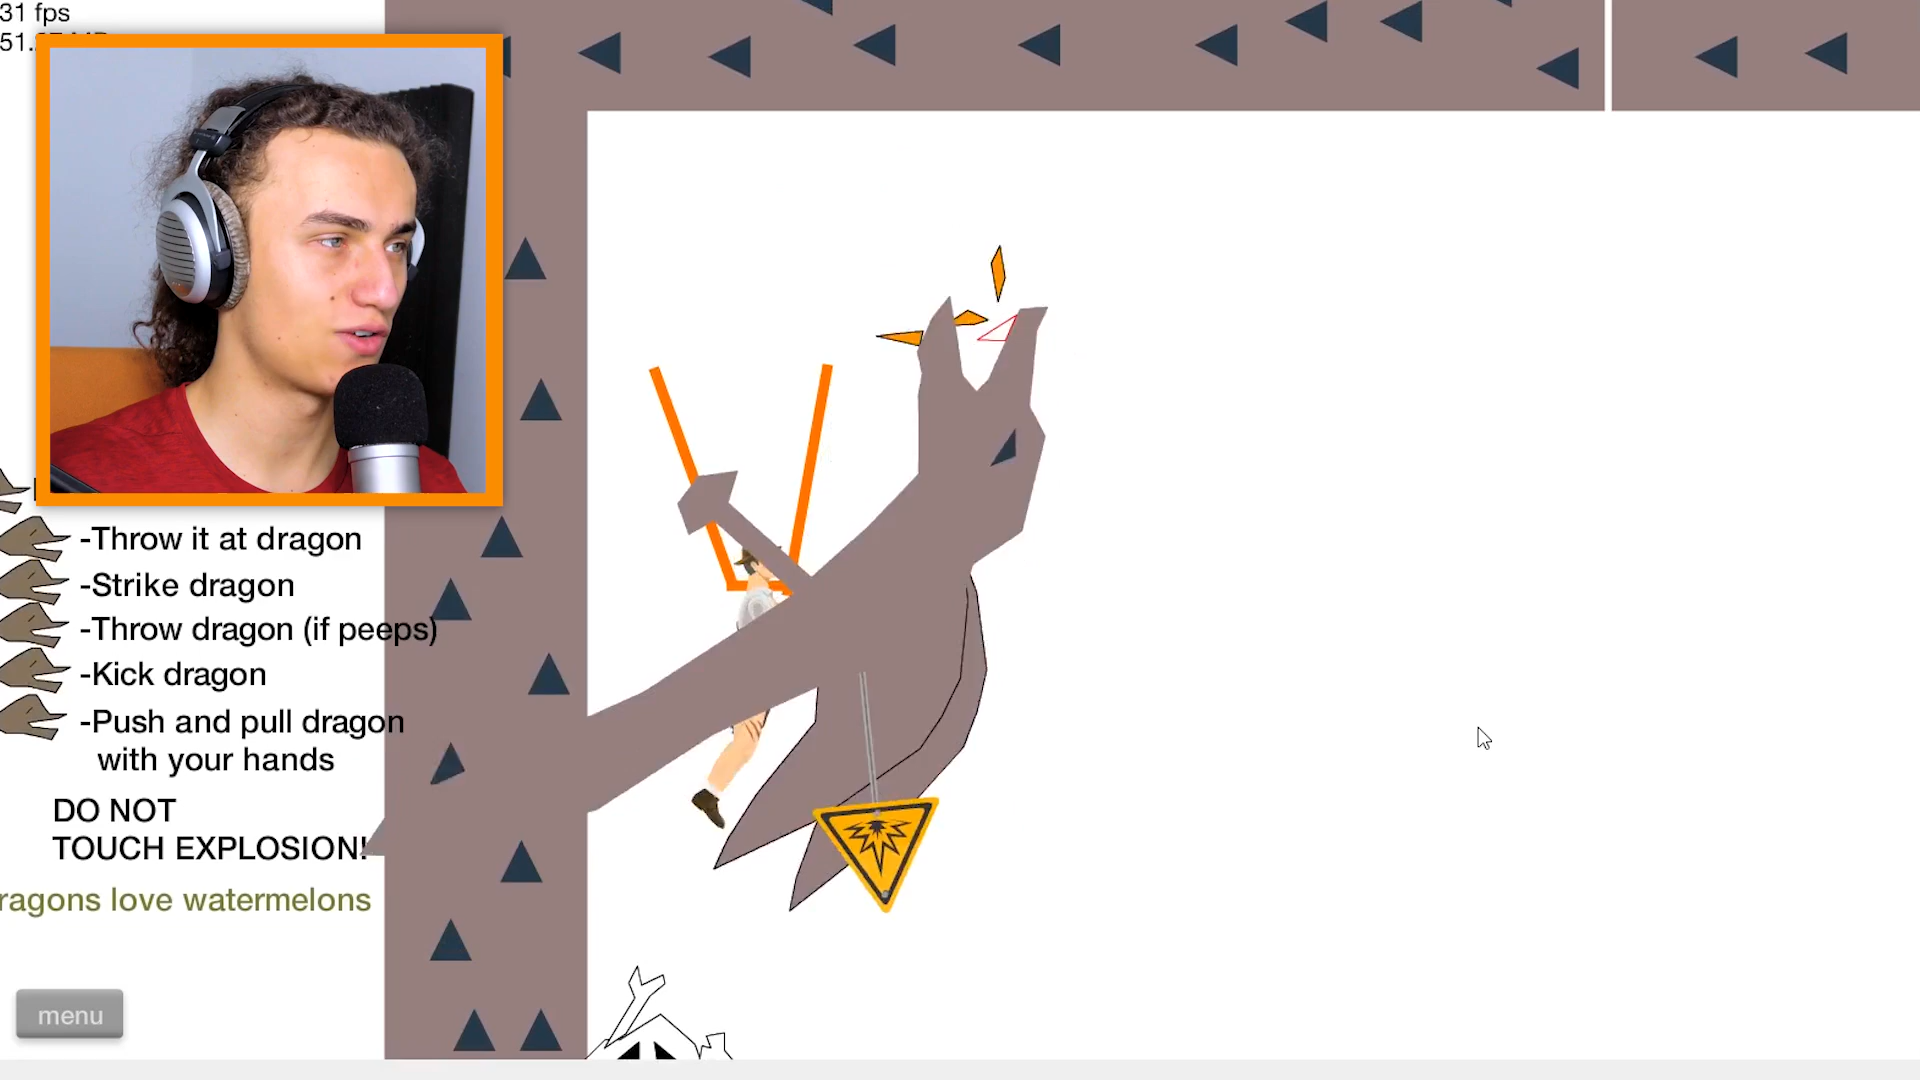 31 fps
-Throw it at dragon
-Strike dragon
-Throw dragon (if peeps)
-Kick dragon
-Push and pull dragon
with your hands
DO NOT
TOUCH EXPLOSION!
ragons love watermelons
menu